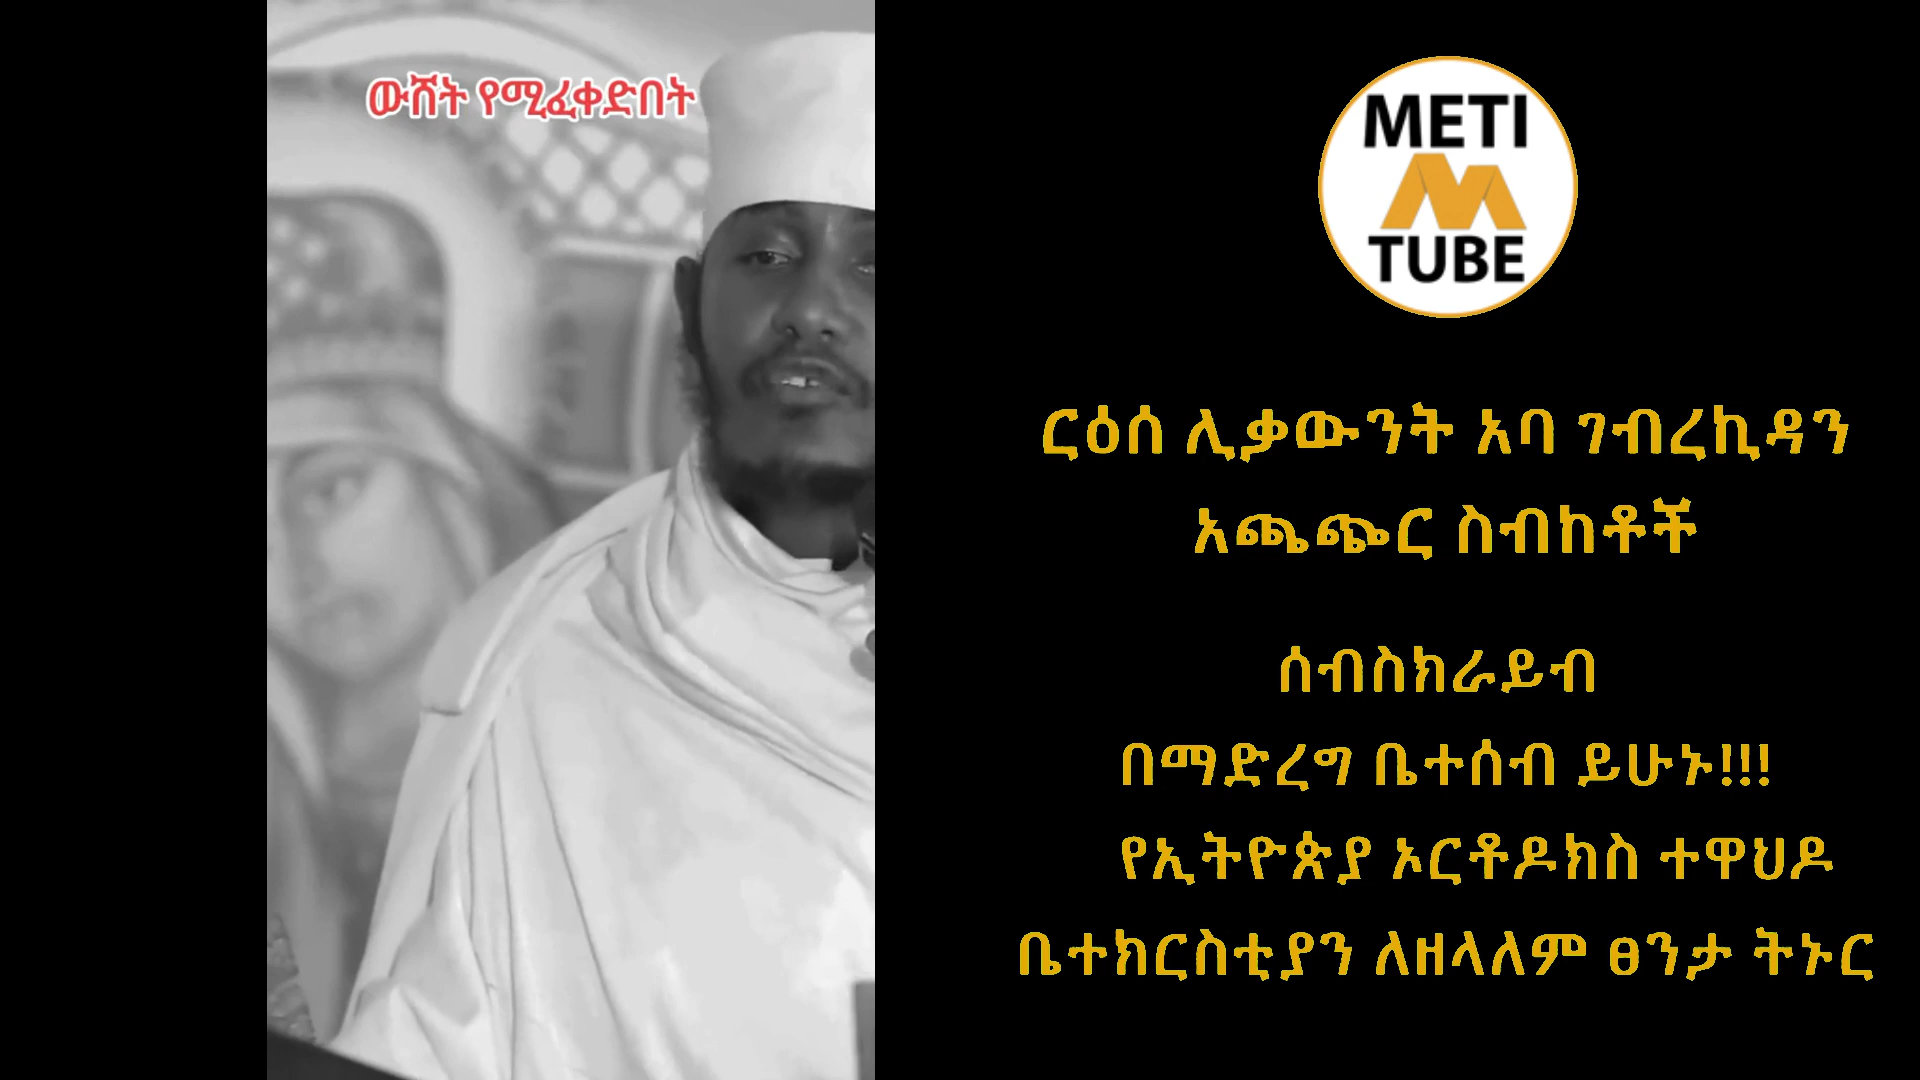 ውሸት የሚፈቀድበት
METI
TUBE
ርዕሰ ሊቃውንት አባ ገብረኪዳን
አጫጭር ስብከቶች
ሰብስክራይብ
በማድረግ ቤተሰብ ይሁኑ!!!
የኢትዮጵያ ኦርቶዶክስ ተዋህዶ
ቤተክርስቲያን ለዘላለም ፀንታ ትኑር